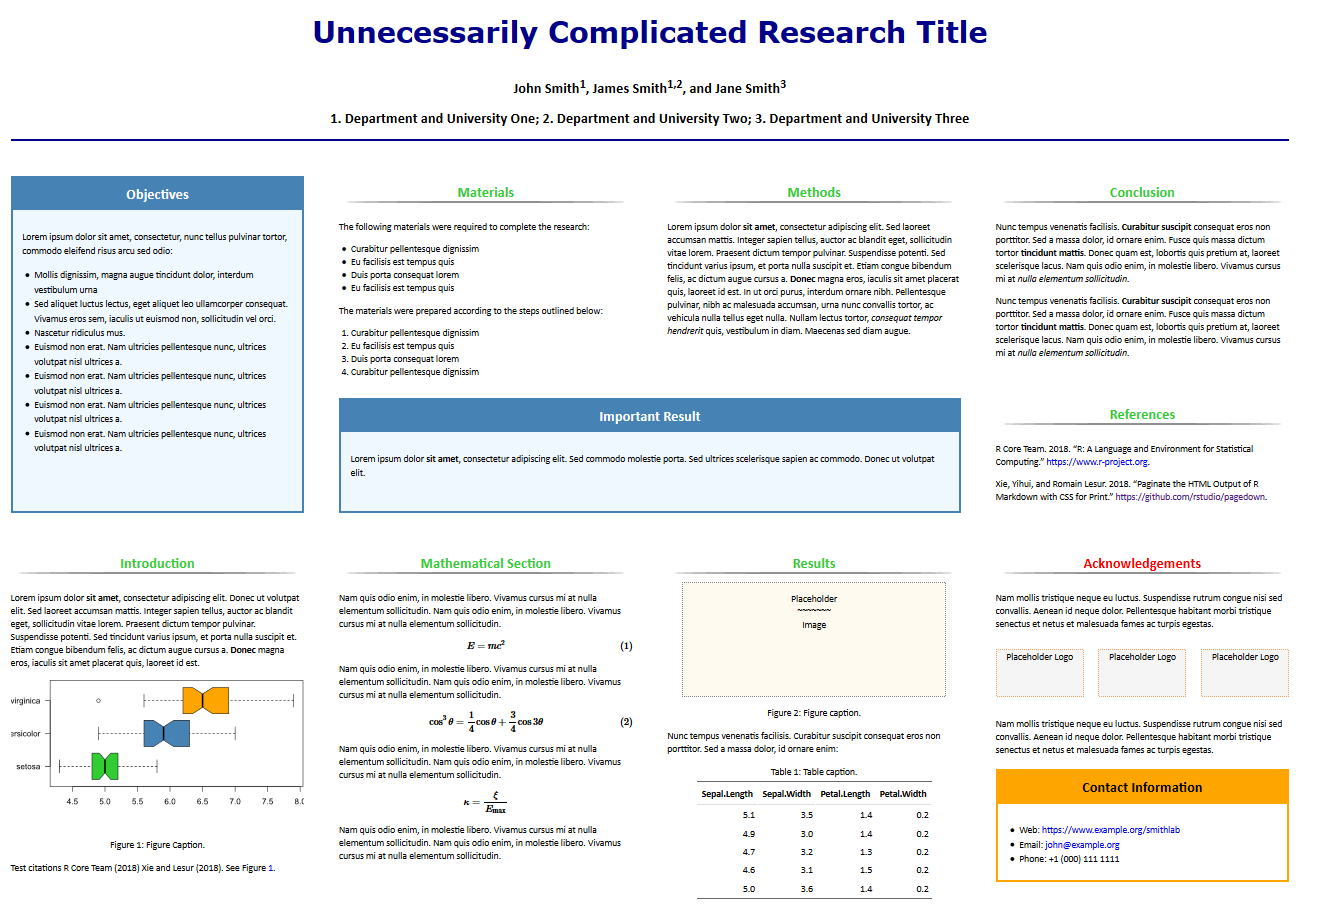 Unnecessarily Complicated Research Title
John Smith1, James Smith1,2, and Jane Smith3
1. Department and University One; 2. Department and University Two; 3. Department and University Three
Objectives
Lorem ipsum dolor sit amet, consectetur, nunc tellus pulvinar tortor,
commodo eleifend risus arcu sed odio:
• Mollis dignissim, magna augue tincidunt dolor, interdum
vestibulum urna
• Sed aliquet luctus lectus, eget aliquet leo ullamcorper consequat.
Vivamus eros sem, iaculis ut euismod non, sollicitudin vel orci.
• Nascetur ridiculus mus.
• Euismod non erat. Nam ultricies pellentesque nunc, ultrices
volutpat nisl ultrices a.
• Euismod non erat. Nam ultricies pellentesque nunc, ultrices
volutpat nisl ultrices a.
• Euismod non erat. Nam ultricies pellentesque nunc, ultrices
volutpat nisl ultrices a.
• Euismod non erat. Nam ultricies pellentesque nunc, ultrices
volutpat nisl ultrices a.
Introduction
Lorem ipsum dolor sit amet, consectetur adipiscing elit. Donec ut volutpat
elit. Sed laoreet accumsan mattis. Integer sapien tellus, auctor ac blandit
eget, sollicitudin vitae lorem. Praesent dictum tempor pulvinar.
Suspendisse potenti. Sed tincidunt varius ipsum, et porta nulla suscipit et.
Etiam congue bibendum felis, ac dictum augue cursus a. Donec magna
eros, iaculis sit amet placerat quis, laoreet id est.
virginica
ersicolor
setosa
4.5 5.0 5.5 6.0 6.5 7.0 7.5 8.0
Figure 1: Figure Caption.
Test citations R Core Team (2018) Xie and Lesur (2018). See Figure 1.
Materials
The following materials were required to complete the research:
• Curabitur pellentesque dignissim
• Eu facilisis est tempus quis
• Duis porta consequat lorem
• Eu facilisis est tempus quis
The materials were prepared according to the steps outlined below:
1. Curabitur pellentesque dignissim
2. Eu facilisis est tempus quis
3. Duis porta consequat lorem
4. Curabitur pellentesque dignissim
Methods
Lorem ipsum dolor sit amet, consectetur adipiscing elit. Sed laoreet
accumsan mattis. Integer sapien tellus, auctor ac blandit eget, sollicitudin
vitae lorem. Praesent dictum tempor pulvinar. Suspendisse potenti. Sed
tincidunt varius ipsum, et porta nulla suscipit et. Etiam congue bibendum
felis, ac dictum augue cursus a. Donec magna eros, iaculis sit amet placerat
quis, laoreet id est. In ut orci purus, interdum ornare nibh. Pellentesque
pulvinar, nibh ac malesuada accumsan, urna nunc convallis tortor, ac
vehicula nulla tellus eget nulla. Nullam lectus tortor, consequat tempor
hendrerit quis, vestibulum in diam. Maecenas sed diam augue.
Important Result
Lorem ipsum dolor sit amet, consectetur adipiscing elit. Sed commodo molestie porta. Sed ultrices scelerisque sapien ac commodo. Donec ut volutpat
elit.
Mathematical Section
Nam quis odio enim, in molestie libero. Vivamus cursus mi at nulla
elementum sollicitudin. Nam quis odio enim, in molestie libero. Vivamus
cursus mi at nulla elementum sollicitudin.
E = mc² (1)
Nam quis odio enim, in molestie libero. Vivamus cursus mi at nulla
elementum sollicitudin. Nam quis odio enim, in molestie libero. Vivamus
cursus mi at nulla elementum sollicitudin.
cos³ θ = 1/4 cos θ + 3/4 cos 3θ (2)
Nam quis odio enim, in molestie libero. Vivamus cursus mi at nulla
elementum sollicitudin. Nam quis odio enim, in molestie libero. Vivamus
cursus mi at nulla elementum sollicitudin.
κ = ξ/Emax
Nam quis odio enim, in molestie libero. Vivamus cursus mi at nulla
elementum sollicitudin. Nam quis odio enim, in molestie libero. Vivamus
cursus mi at nulla elementum sollicitudin.
Results
Placeholder
~~~~~~~
Image
Figure 2: Figure caption.
Nunc tempus venenatis facilisis. Curabitur suscipit consequat eros non
porttitor. Sed a massa dolor, id ornare enim:
Table 1: Table caption.
Sepal.Length Sepal.Width Petal.Length Petal.Width
5.1 3.5 1.4 0.2
4.9 3.0 1.4 0.2
4.7 3.2 1.3 0.2
4.6 3.1 1.5 0.2
5.0 3.6 1.4 0.2
Conclusion
Nunc tempus venenatis facilisis. Curabitur suscipit consequat eros non
porttitor. Sed a massa dolor, id ornare enim. Fusce quis massa dictum
tortor tincidunt mattis. Donec quam est, lobortis quis pretium at, laoreet
scelerisque lacus. Nam quis odio enim, in molestie libero. Vivamus cursus
mi at nulla elementum sollicitudin.
Nunc tempus venenatis facilisis. Curabitur suscipit consequat eros non
porttitor. Sed a massa dolor, id ornare enim. Fusce quis massa dictum
tortor tincidunt mattis. Donec quam est, lobortis quis pretium at, laoreet
scelerisque lacus. Nam quis odio enim, in molestie libero. Vivamus cursus
mi at nulla elementum sollicitudin.
References
R Core Team. 2018. “R: A Language and Environment for Statistical
Computing.” https://www.r-project.org.
Xie, Yihui, and Romain Lesur. 2018. “Paginate the HTML Output of R
Markdown with CSS for Print.” https://github.com/rstudio/pagedown.
Acknowledgements
Nam mollis tristique neque eu luctus. Suspendisse rutrum congue nisi sed
convallis. Aenean id neque dolor. Pellentesque habitant morbi tristique
senectus et netus et malesuada fames ac turpis egestas.
Placeholder Logo Placeholder Logo Placeholder Logo
Nam mollis tristique neque eu luctus. Suspendisse rutrum congue nisi sed
convallis. Aenean id neque dolor. Pellentesque habitant morbi tristique
senectus et netus et malesuada fames ac turpis egestas.
Contact Information
• Web: https://www.example.org/smithlab
• Email: john@example.org
• Phone: +1 (000) 111 1111